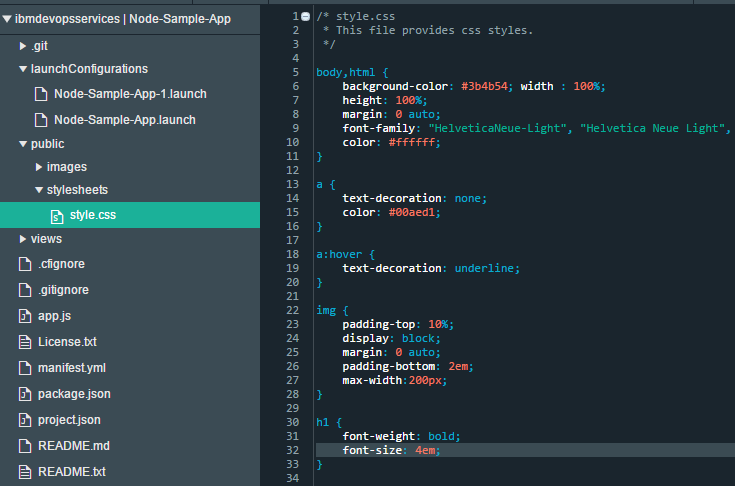 ibmdevopsservices | Node-Sample-App
.git
launchConfigurations
Node-Sample-App-1.launch
Node-Sample-App.launch
public
images
stylesheets
style.css
views
.cfignore
.gitignore
app.js
License.txt
manifest.yml
package.json
project.json
README.md
README.txt
1 /* style.css
2  * This file provides css styles.
3  */
4
5 body,html {
6     background-color: #3b4b54; width : 100%;
7     height: 100%;
8     margin: 0 auto;
9     font-family: "HelveticaNeue-Light", "Helvetica Neue Light",
10     color: #ffffff;
11 }
12
13 a {
14     text-decoration: none;
15     color: #00aed1;
16 }
17
18 a:hover {
19     text-decoration: underline;
20 }
21
22 img {
23     padding-top: 10%;
24     display: block;
25     margin: 0 auto;
26     padding-bottom: 2em;
27     max-width:200px;
28 }
29
30 h1 {
31     font-weight: bold;
32     font-size: 4em;
33 }
34